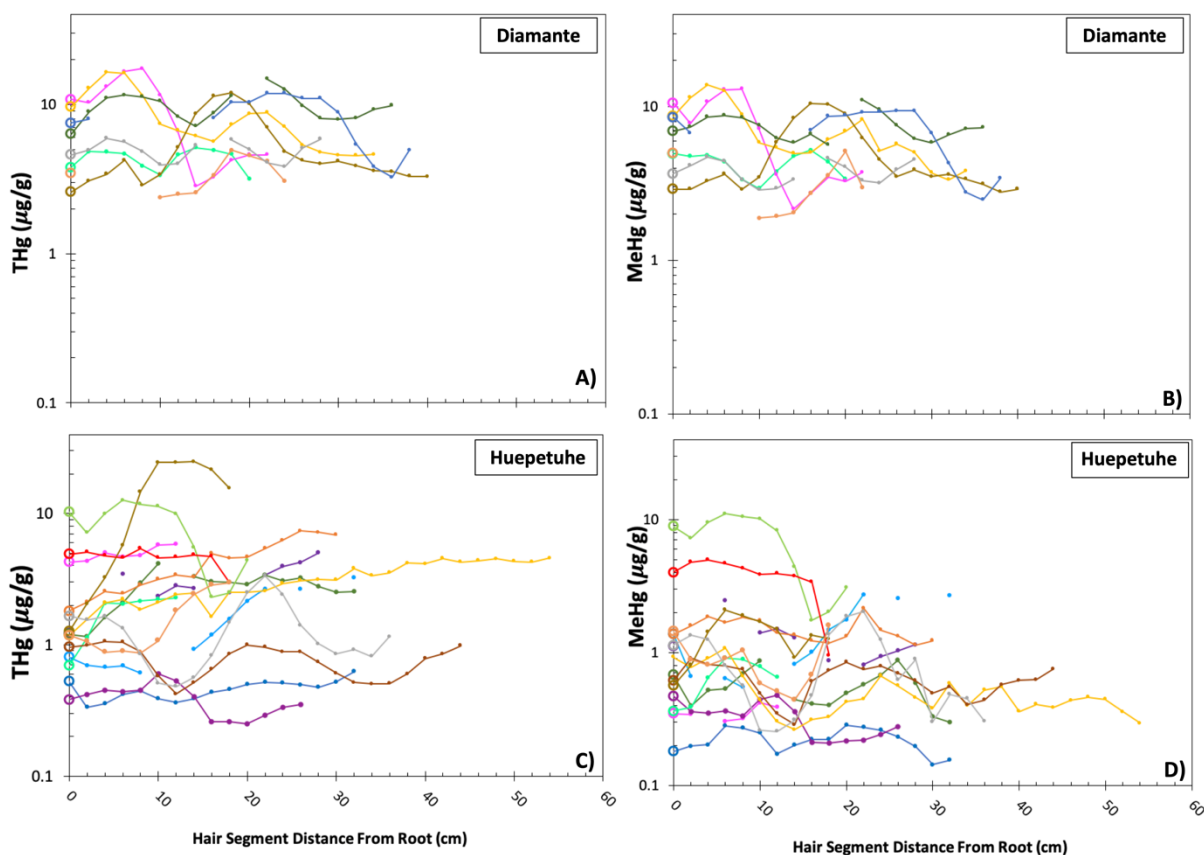 Diamante
THg (µg/g)
10
1
0.1
A)
Diamante
MeHg (µg/g)
10
1
0.1
B)
Huepetuhe
THg (µg/g)
10
1
0.1
C)
0 10 20 30 40 50 60
Hair Segment Distance From Root (cm)
Huepetuhe
MeHg (µg/g)
10
1
0.1
D)
0 10 20 30 40 50 60
Hair Segment Distance From Root (cm)